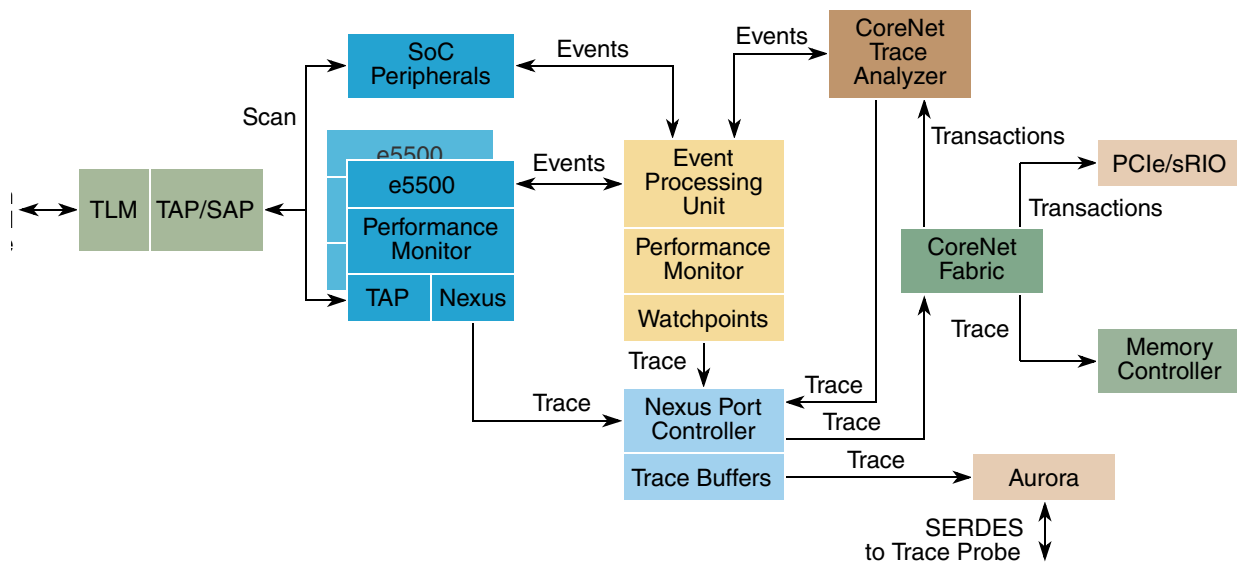 SoC
Peripherals
Events
Events
CoreNet
Trace
Analyzer
Scan
e5500
e5500
Performance
Monitor
TAP
Nexus
Events
Event
Processing
Unit
Performance
Monitor
Watchpoints
Transactions
PCIe/sRIO
Transactions
TLM
TAP/SAP
CoreNet
Fabric
Trace
Memory
Controller
Trace
Trace
Trace
Nexus Port
Controller
Trace
Trace Buffers
Trace
Aurora
SERDES
to Trace Probe